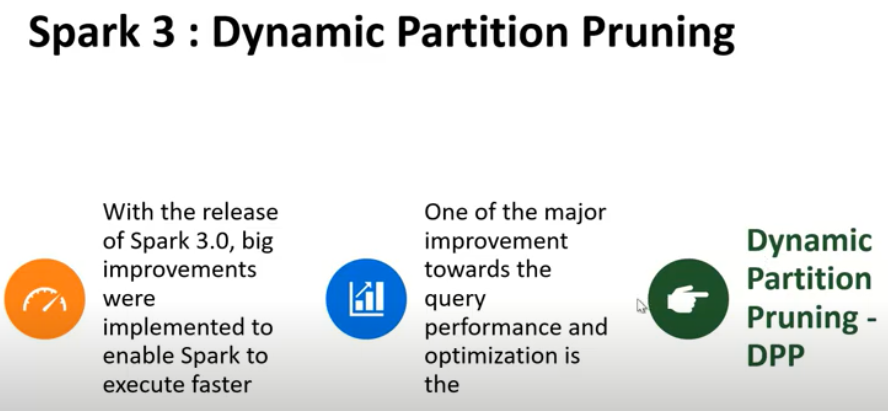 Spark 3 : Dynamic Partition Pruning
With the release
of Spark 3.0, big
improvements
were
implemented to
enable Spark to
execute faster
One of the major
improvement
towards the
query
performance and
optimization is
the
Dynamic
Partition
Pruning -
DPP